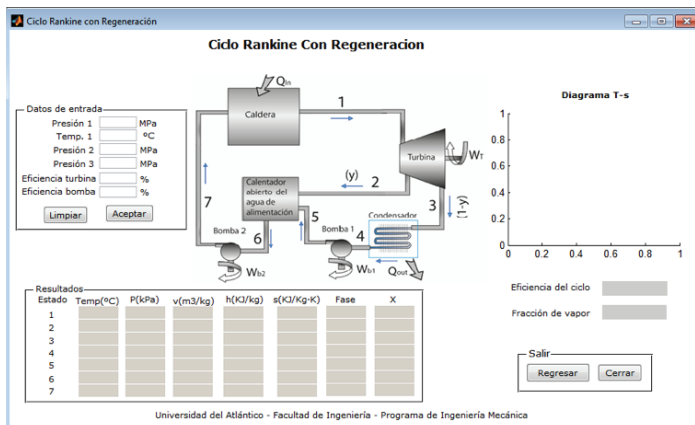 Ciclo Rankine con Regeneración
Ciclo Rankine Con Regeneracion
Datos de entrada
Presión 1 MPa
Temp. 1 ºC
Presión 2 MPa
Presión 3 MPa
Eficiencia turbina %
Eficiencia bomba %
Limpiar Aceptar
Qin
Caldera
1
Turbina
WT
(y)
2
Calentador
abierto del
agua de
alimentación
3
(1-y)
7
6
5
Bomba 2
Wb2
Bomba 1
Wb1
4
Condensador
Qout
Diagrama T-s
1
0.8
0.6
0.4
0.2
0
0 0.2 0.4 0.6 0.8 1
Eficiencia del ciclo
Fracción de vapor
Resultados
Estado Temp(ºC) P(kPa) v(m3/kg) h(KJ/kg) s(KJ/Kg-K) Fase X
1
2
3
4
5
6
7
Salir
Regresar Cerrar
Universidad del Atlántico - Facultad de Ingeniería - Programa de Ingeniería Mecánica